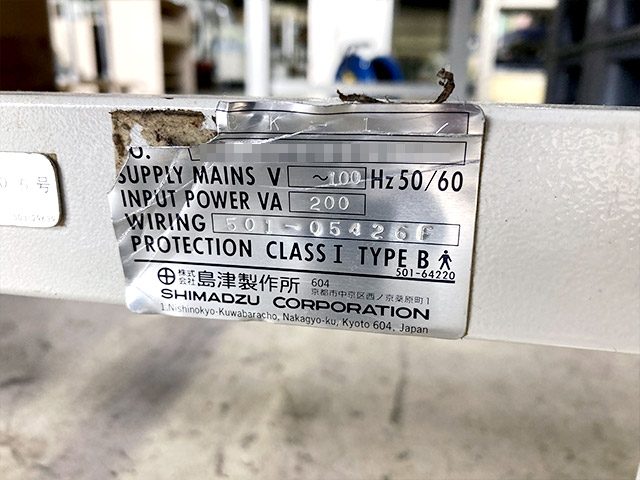 号
SUPPLY MAINS V ~100 Hz 50/60
INPUT POWER VA 200
WIRING 501-05426F
PROTECTION CLASS I TYPE B
501-64220
株式会社 島津製作所 604 京都市中京区西ノ京桑原町1
SHIMADZU CORPORATION
1.Nishinokyo-Kuwabaracho, Nakagyo-ku, Kyoto 604, Japan